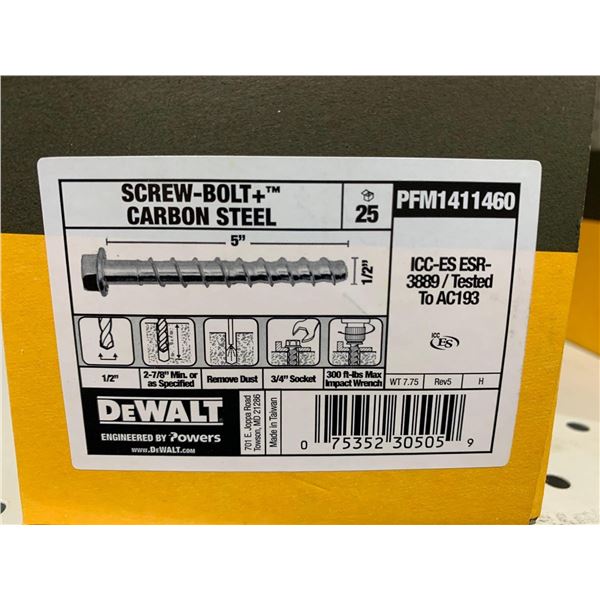 SCREW-BOLT+™
CARBON STEEL
25
PFM1411460
5"
1/2"
ICC-ES ESR-
3889 / Tested
To AC193
ICC
ES
1/2"
2-7/8" Min. or
as Specified
Remove Dust
3/4" Socket
300 ft-lbs Max
Impact Wrench
WT 7.75
Rev5
H
DEWALT
ENGINEERED BY Powers
www.DeWALT.com
701 E. Joppa Road
Towson, MD 21286
Made in Taiwan
0 75352 30505 9